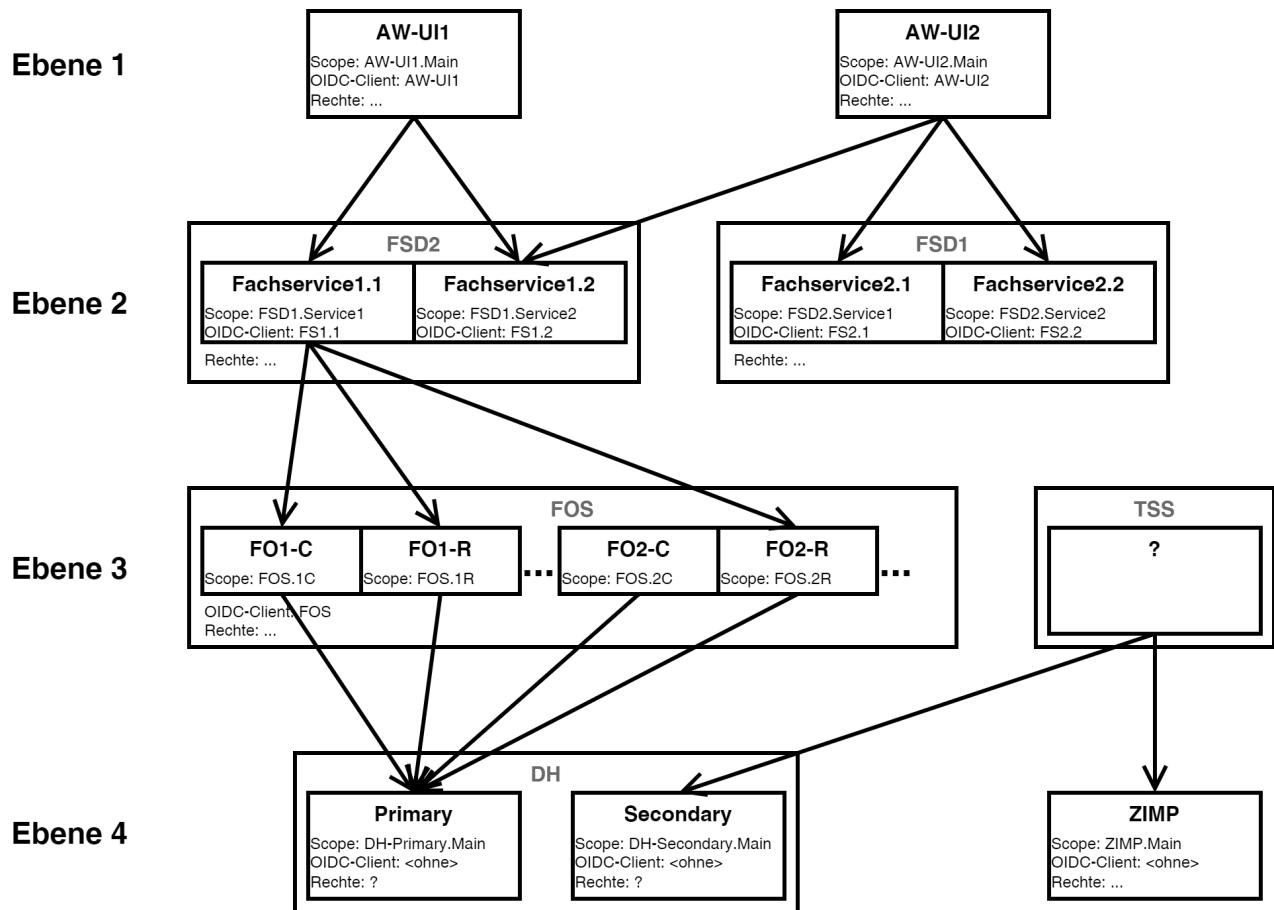 Ebene 1
AW-UI1
Scope: AW-UI1.Main
OIDC-Client: AW-UI1
Rechte: ...
AW-UI2
Scope: AW-UI2.Main
OIDC-Client: AW-UI2
Rechte: ...
Ebene 2
FSD2
Fachservice1.1
Scope: FSD1.Service1
OIDC-Client: FS1.1
Fachservice1.2
Scope: FSD1.Service2
OIDC-Client: FS1.2
Rechte: ...
FSD1
Fachservice2.1
Scope: FSD2.Service1
OIDC-Client: FS2.1
Fachservice2.2
Scope: FSD2.Service2
OIDC-Client: FS2.2
Rechte: ...
Ebene 3
FOS
FO1-C
Scope: FOS.1C
FO1-R
Scope: FOS.1R
...
FO2-C
Scope: FOS.2C
FO2-R
Scope: FOS.2R
...
OIDC-Client: FOS
Rechte: ...
TSS
?
Ebene 4
DH
Primary
Scope: DH-Primary.Main
OIDC-Client: <ohne>
Rechte: ?
Secondary
Scope: DH-Secondary.Main
OIDC-Client: <ohne>
Rechte: ?
ZIMP
Scope: ZIMP.Main
OIDC-Client: <ohne>
Rechte: ...